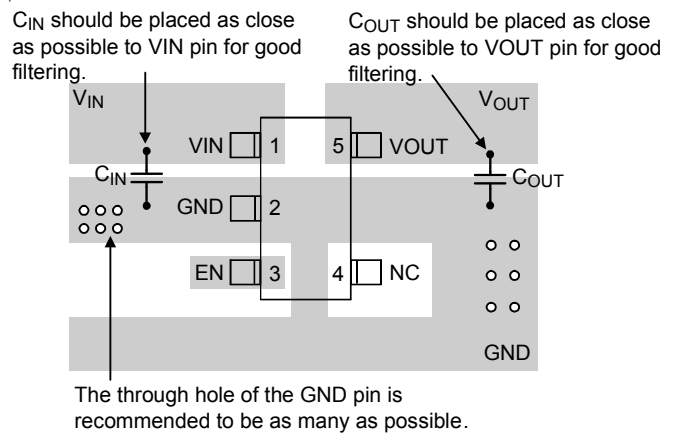 CIN should be placed as close
as possible to VIN pin for good
filtering.
COUT should be placed as close
as possible to VOUT pin for good
filtering.
VIN
VOUT
VIN 1
5 VOUT
CIN
COUT
GND 2
EN 3
4 NC
GND
The through hole of the GND pin is
recommended to be as many as possible.